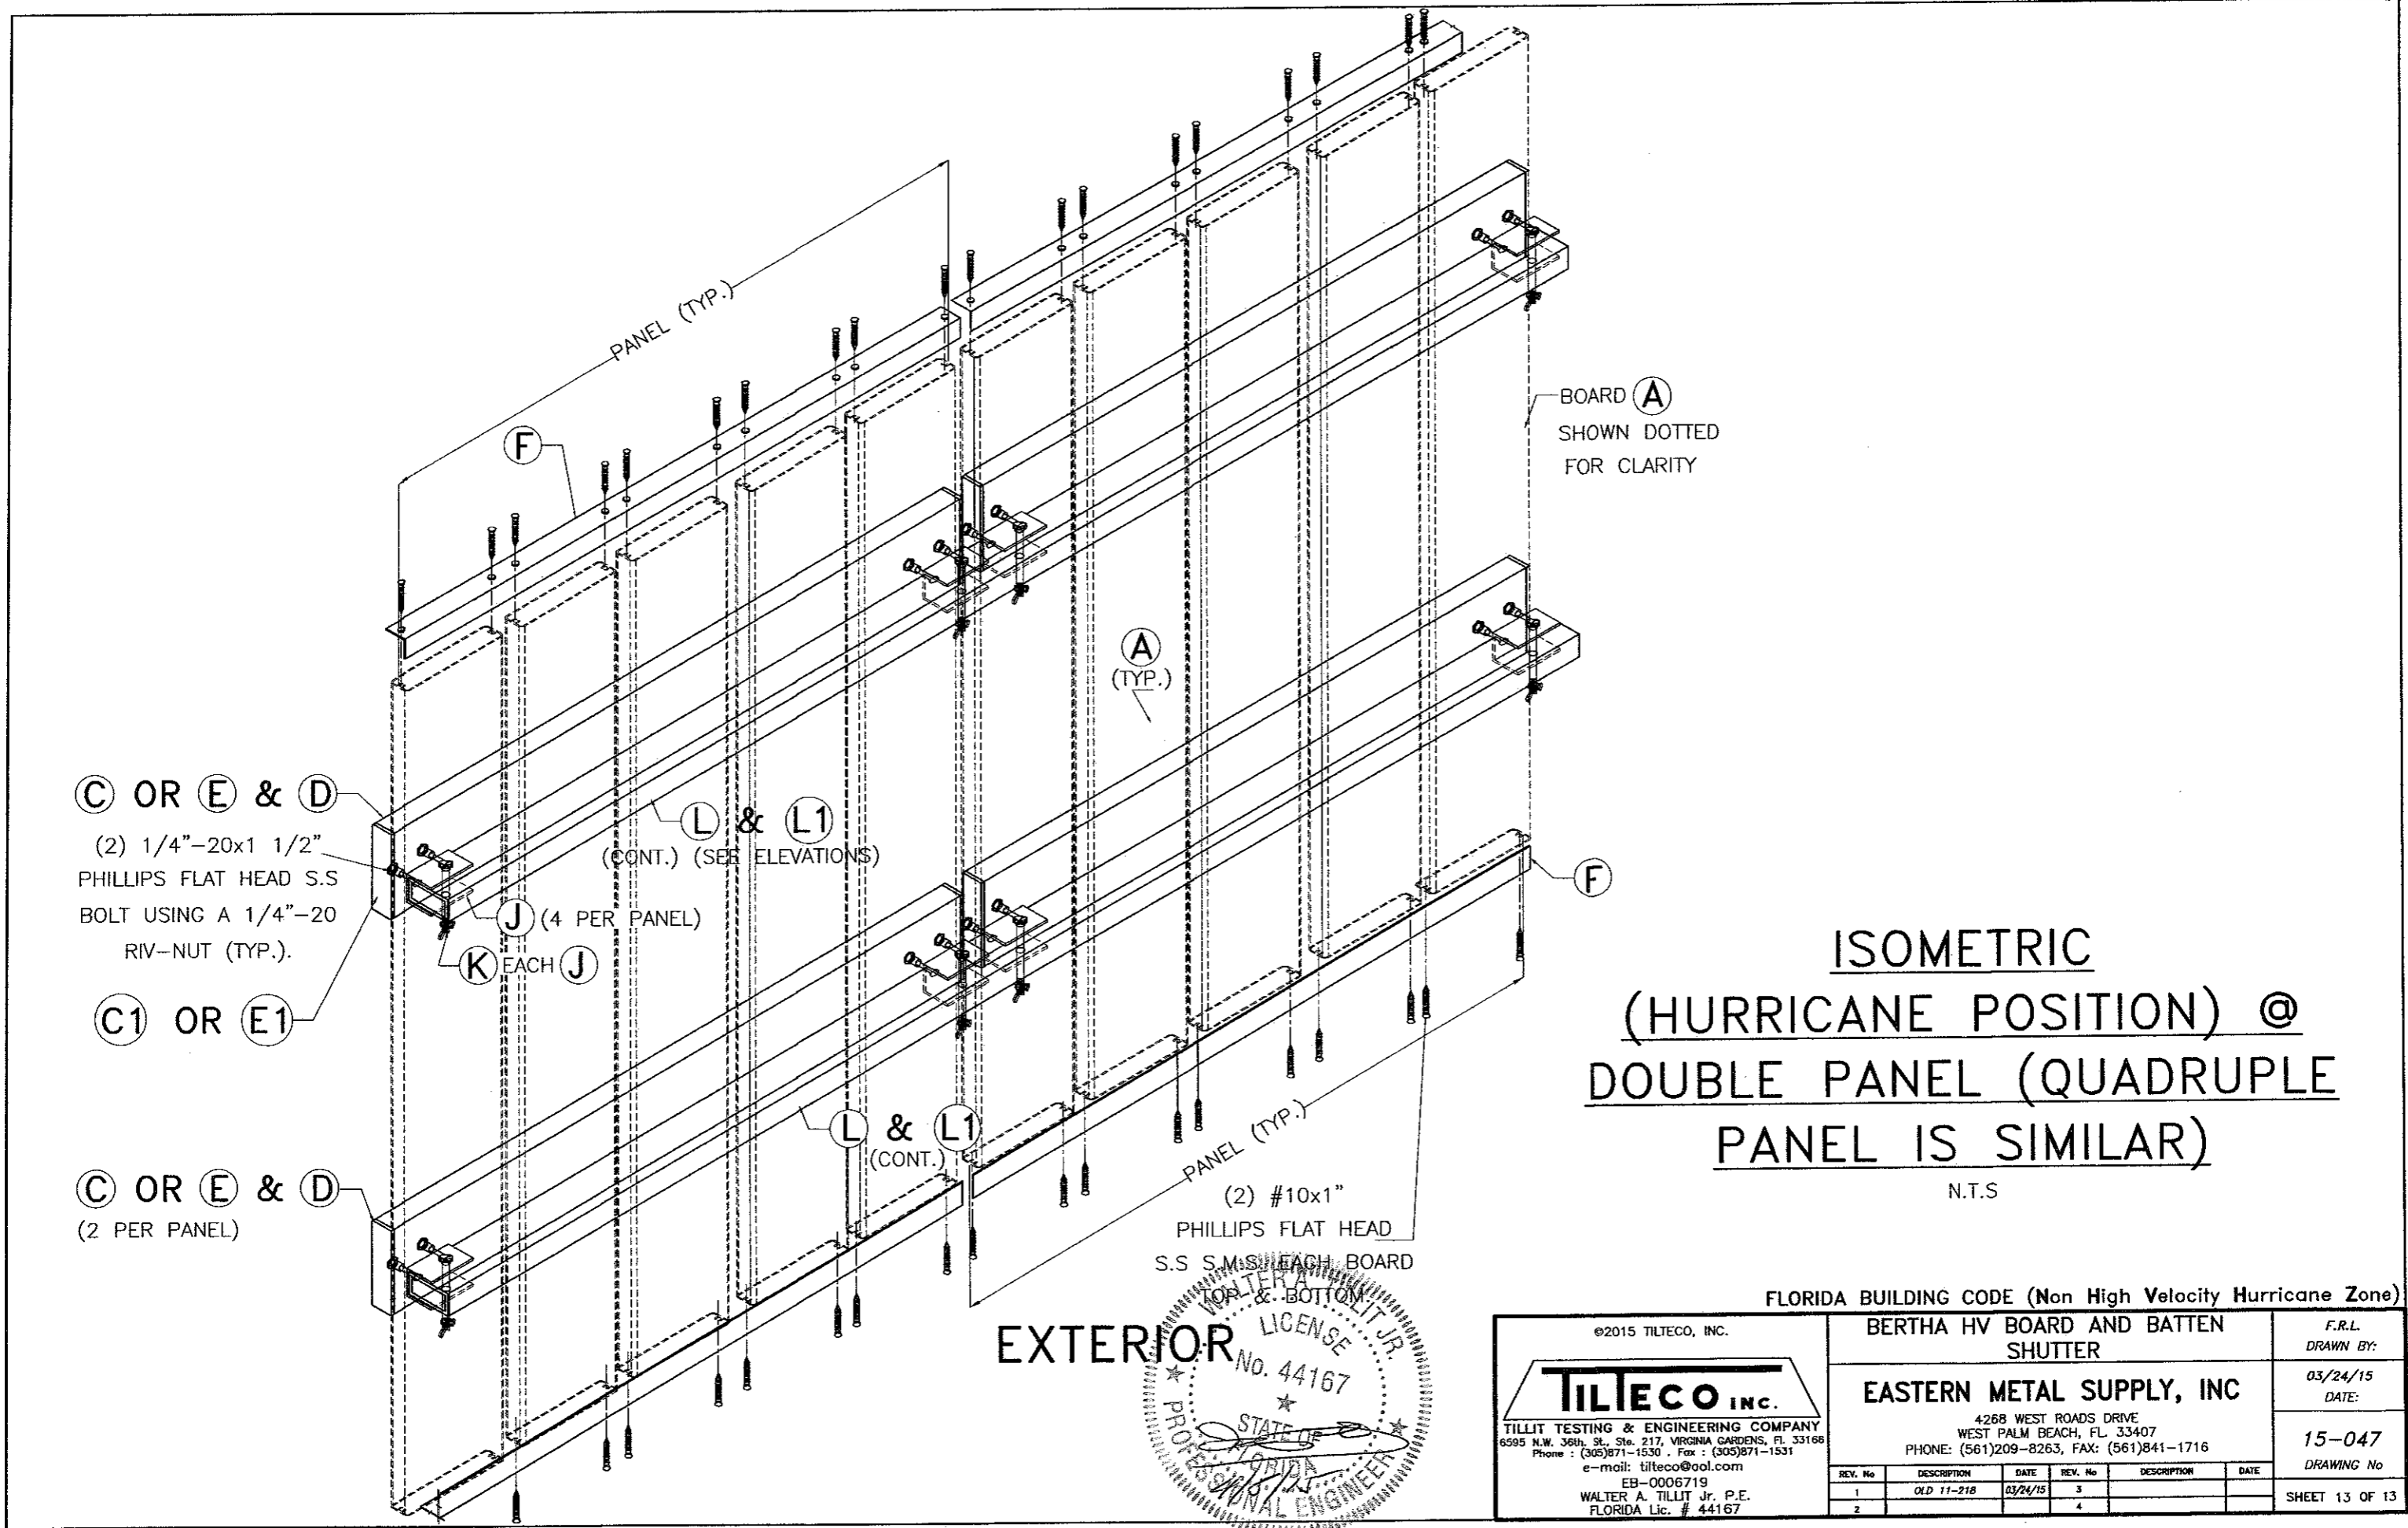 PANEL (TYP.)
F
BOARD A
SHOWN DOTTED
FOR CLARITY
A
(TYP.)
C OR E & D
(2) 1/4"-20x1 1/2"
PHILLIPS FLAT HEAD S.S
BOLT USING A 1/4"-20
RIV-NUT (TYP.).
C1 OR E1
L & L1
(CONT.) (SEE ELEVATIONS)
J (4 PER PANEL)
K EACH J
F
L & L1
(CONT.)
C OR E & D
(2 PER PANEL)
PANEL (TYP.)
(2) #10x1"
PHILLIPS FLAT HEAD
S.S S.M.S. EACH BOARD
TOP & BOTTOM.
EXTERIOR
ISOMETRIC
(HURRICANE POSITION) @
DOUBLE PANEL (QUADRUPLE
PANEL IS SIMILAR)
N.T.S
WALTER A. TILLIT JR.
LICENSE
No. 44167
STATE OF
FLORIDA
PROFESSIONAL ENGINEER
FLORIDA BUILDING CODE (Non High Velocity Hurricane Zone)
©2015 TILTECO, INC.
TILTECO INC.
TILLIT TESTING & ENGINEERING COMPANY
6595 N.W. 36th. St., Ste. 217, VIRGINIA GARDENS, Fl. 33166
Phone : (305)871-1530 . Fax : (305)871-1531
e-mail: tilteco@aol.com
EB-0006719
WALTER A. TILLIT Jr. P.E.
FLORIDA Lic. # 44167
BERTHA HV BOARD AND BATTEN
SHUTTER
EASTERN METAL SUPPLY, INC
4268 WEST ROADS DRIVE
WEST PALM BEACH, FL. 33407
PHONE: (561)209-8263, FAX: (561)841-1716
REV. No DESCRIPTION DATE REV. No DESCRIPTION DATE
1 OLD 11-218 03/24/15 3
2 4
F.R.L.
DRAWN BY:
03/24/15
DATE:
15-047
DRAWING No
SHEET 13 OF 13